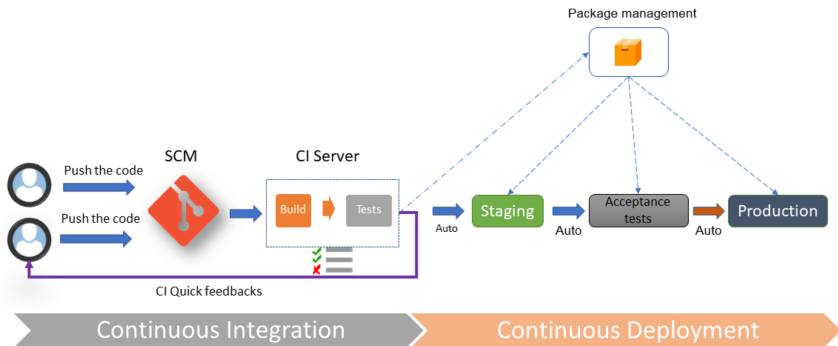 Package management
SCM
CI Server
Push the code
Push the code
Build
Tests
Auto
Staging
Auto
Acceptance
tests
Auto
Production
CI Quick feedbacks
Continuous Integration
Continuous Deployment